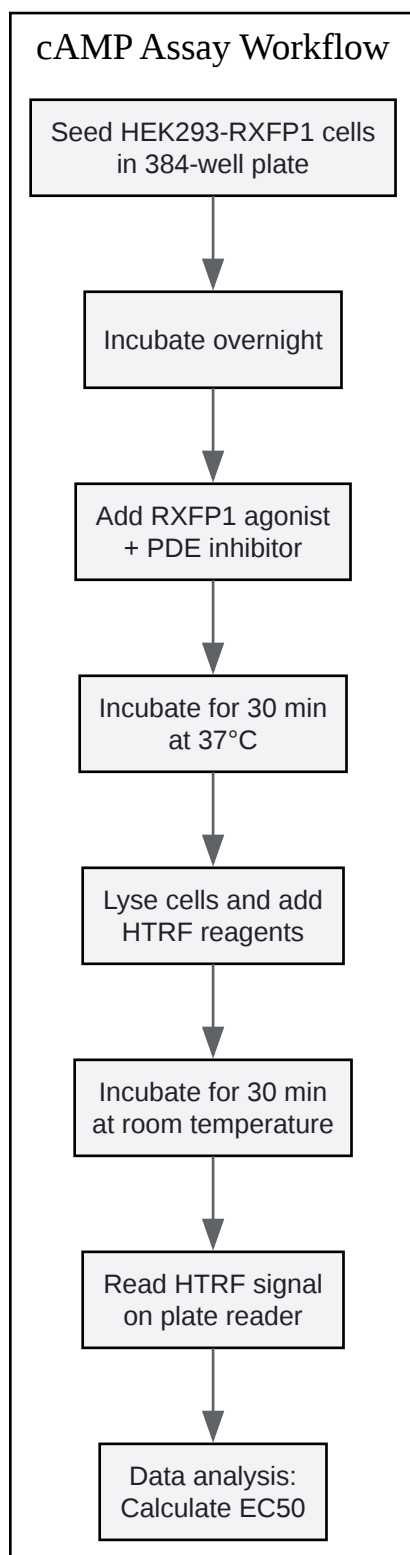 cAMP Assay Workflow
Seed HEK293-RXFP1 cells
in 384-well plate
Incubate overnight
Add RXFP1 agonist
+ PDE inhibitor
Incubate for 30 min
at 37°C
Lyse cells and add
HTRF reagents
Incubate for 30 min
at room temperature
Read HTRF signal
on plate reader
Data analysis:
Calculate EC50